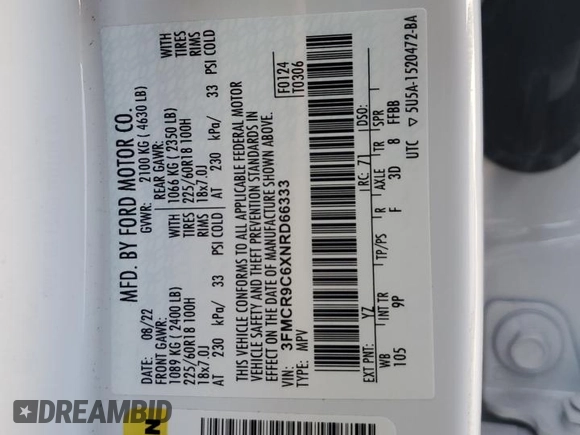 MFD. BY FORD MOTOR CO.
DATE: 08/22 GVWR: 2100 KG ( 4630 LB)
FRONT GAWR: REAR GAWR:
1089 KG ( 2400 LB) 1066 KG ( 2350 LB) WITH
225/60R18 100H 225/60R18 100H TIRES
18x7.0J 18x7.0J RIMS
AT 230 kPa/ 33 PSI COLD AT 230 kPa/ 33 PSI COLD
WITH
TIRES
RIMS
THIS VEHICLE CONFORMS TO ALL APPLICABLE FEDERAL MOTOR
VEHICLE SAFETY AND THEFT PREVENTION STANDARDS IN
EFFECT ON THE DATE OF MANUFACTURE SHOWN ABOVE.
VIN: 3FMCR9C6XNRD66333
TYPE: MPV
F0124
T0306
EXT PNT: YZ RC: 71 DSO:
WB INT TR TP/PS R AXLE TR SPR
105 9P F 3D 8 FFBB
UTC ▽ 5U5A-1520472-BA
N
DREAMBID